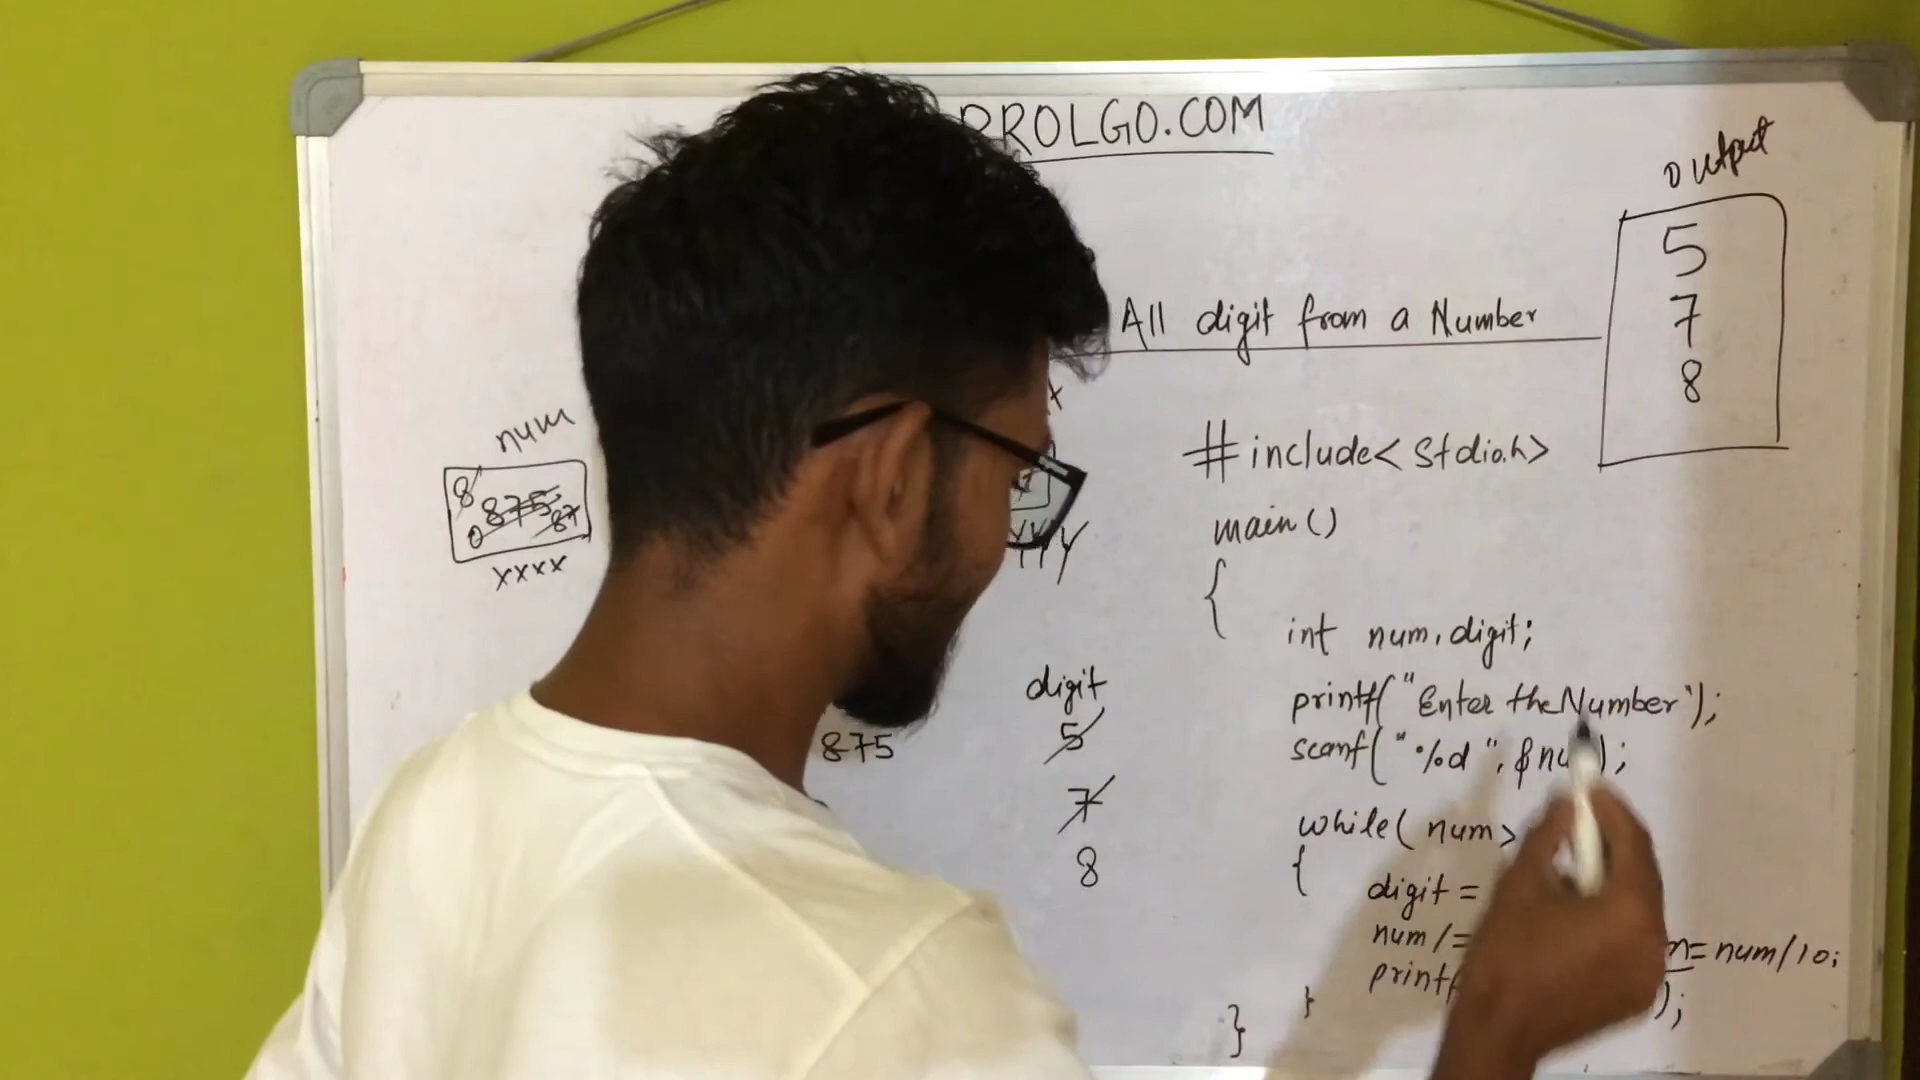 PROLGO.COM
output
5
7
8
All digit from a Number
num
8
875
87
0
xxxx
#include<stdio.h>
main()
{
int num,digit;
printf("Enter the Number");
scanf("%d", &nu );
while( num>
{
digit =
num /= = num/10;
printf );
}
}
digit
5
7
8
875